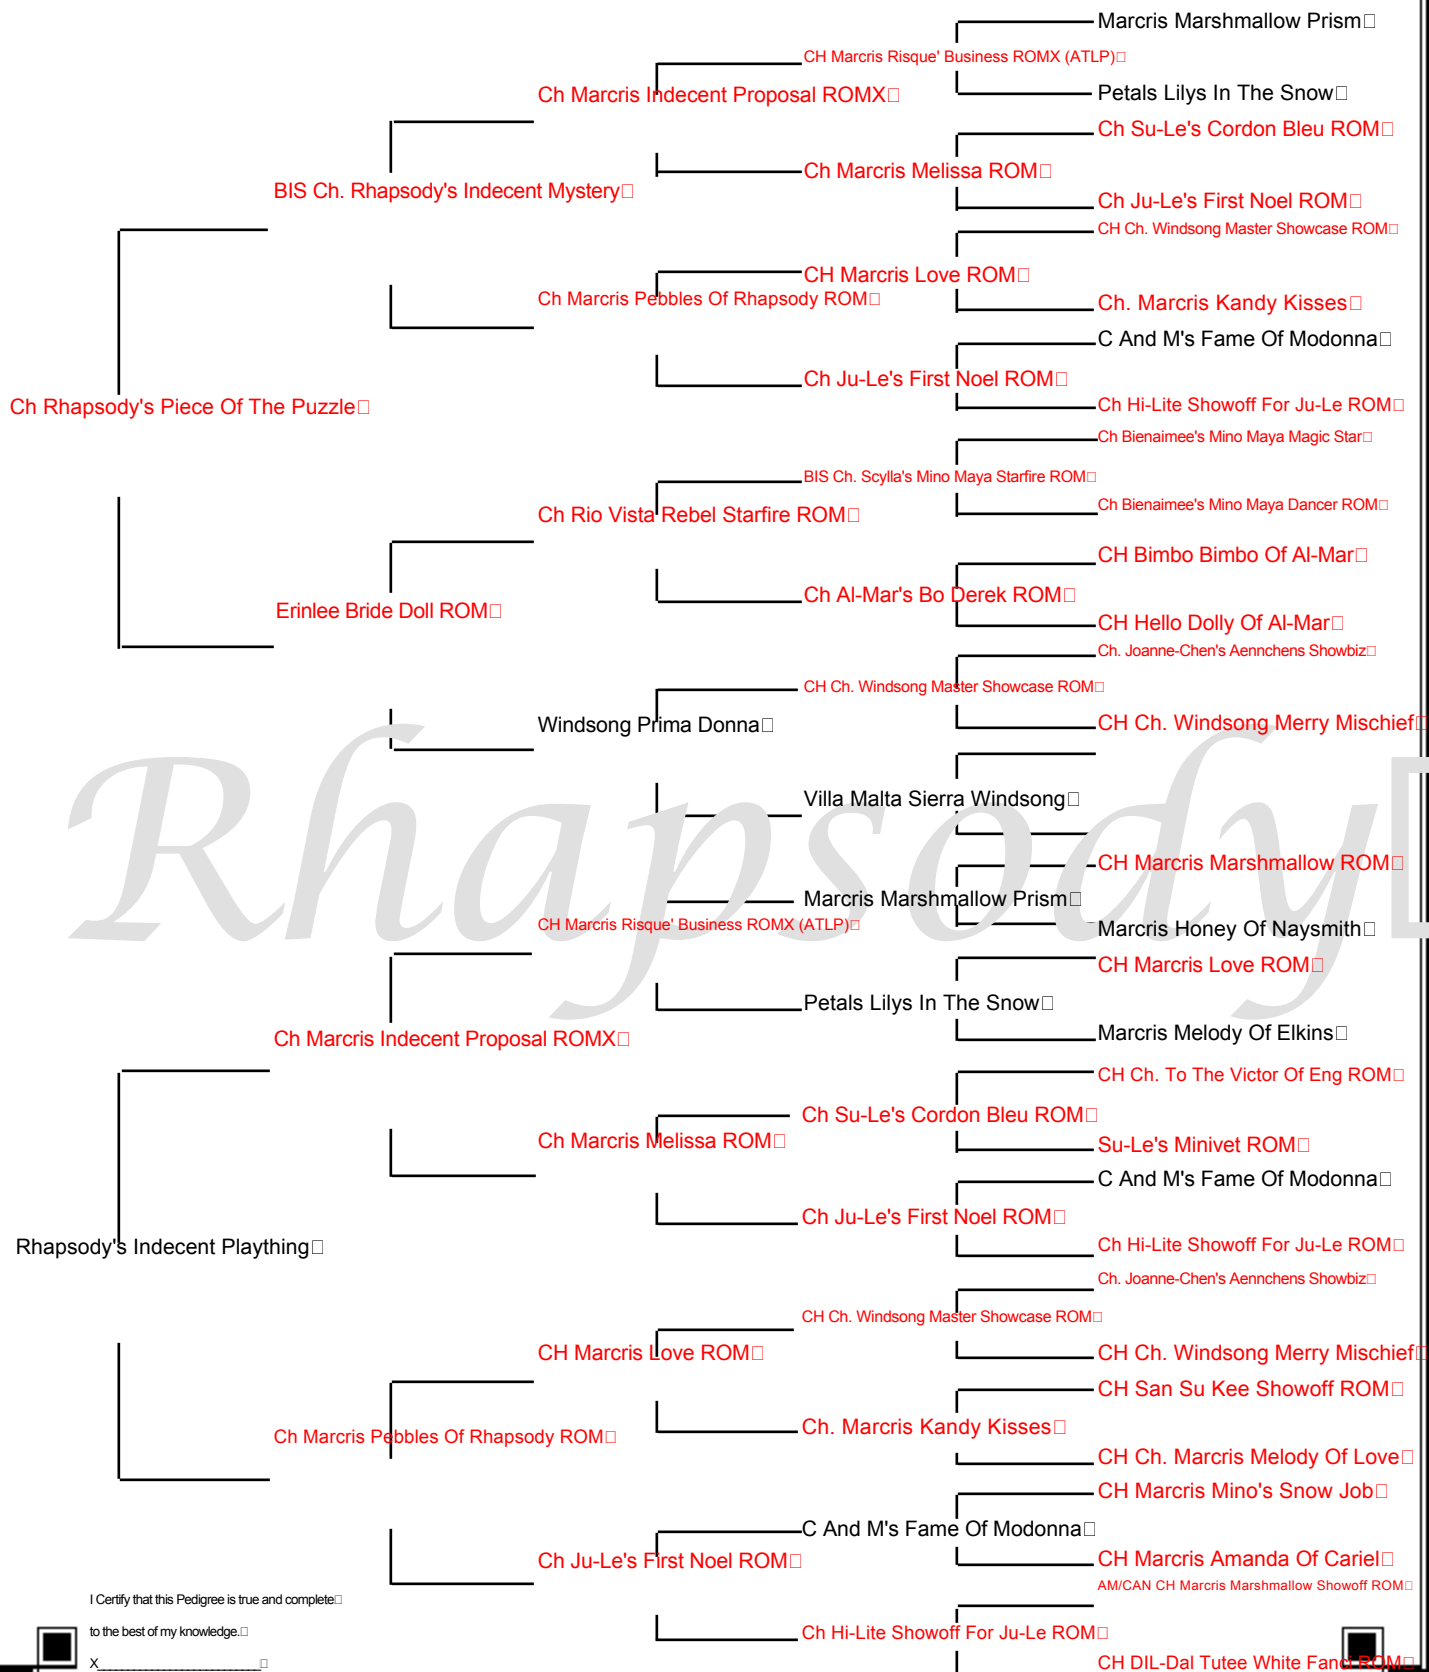 Marcris Marshmallow Prism
CH Marcris Risque' Business ROMX (ATLP)
Ch Marcris Indecent Proposal ROMX
Petals Lilys In The Snow
Ch Su-Le's Cordon Bleu ROM
Ch Marcris Melissa ROM
BIS Ch. Rhapsody's Indecent Mystery
Ch Ju-Le's First Noel ROM
CH Ch. Windsong Master Showcase ROM
CH Marcris Love ROM
Ch Marcris Pebbles Of Rhapsody ROM
Ch. Marcris Kandy Kisses
C And M's Fame Of Modonna
Ch Ju-Le's First Noel ROM
Ch Rhapsody's Piece Of The Puzzle
Ch Hi-Lite Showoff For Ju-Le ROM
Ch Bienaimee's Mino Maya Magic Star
BIS Ch. Scylla's Mino Maya Starfire ROM
Ch Bienaimee's Mino Maya Dancer ROM
Ch Rio Vista Rebel Starfire ROM
CH Bimbo Bimbo Of Al-Mar
Ch Al-Mar's Bo Derek ROM
Erinlee Bride Doll ROM
CH Hello Dolly Of Al-Mar
Ch. Joanne-Chen's Aennchens Showbiz
CH Ch. Windsong Master Showcase ROM
Windsong Prima Donna
CH Ch. Windsong Merry Mischief
Villa Malta Sierra Windsong
Rhapsody
CH Marcris Marshmallow ROM
Marcris Marshmallow Prism
CH Marcris Risque' Business ROMX (ATLP)
Marcris Honey Of Naysmith
CH Marcris Love ROM
Petals Lilys In The Snow
Ch Marcris Indecent Proposal ROMX
Marcris Melody Of Elkins
CH Ch. To The Victor Of Eng ROM
Ch Su-Le's Cordon Bleu ROM
Ch Marcris Melissa ROM
Su-Le's Minivet ROM
C And M's Fame Of Modonna
Ch Ju-Le's First Noel ROM
Rhapsody's Indecent Plaything
Ch Hi-Lite Showoff For Ju-Le ROM
Ch. Joanne-Chen's Aennchens Showbiz
CH Ch. Windsong Master Showcase ROM
CH Marcris Love ROM
CH Ch. Windsong Merry Mischief
CH San Su Kee Showoff ROM
Ch. Marcris Kandy Kisses
Ch Marcris Pebbles Of Rhapsody ROM
CH Ch. Marcris Melody Of Love
CH Marcris Mino's Snow Job
C And M's Fame Of Modonna
Ch Ju-Le's First Noel ROM
CH Marcris Amanda Of Cariel
AM/CAN CH Marcris Marshmallow Showoff ROM
I Certify that this Pedigree is true and complete
to the best of my knowledge.
Ch Hi-Lite Showoff For Ju-Le ROM
X__________________________
CH DIL-Dal Tutee White Fanci ROM